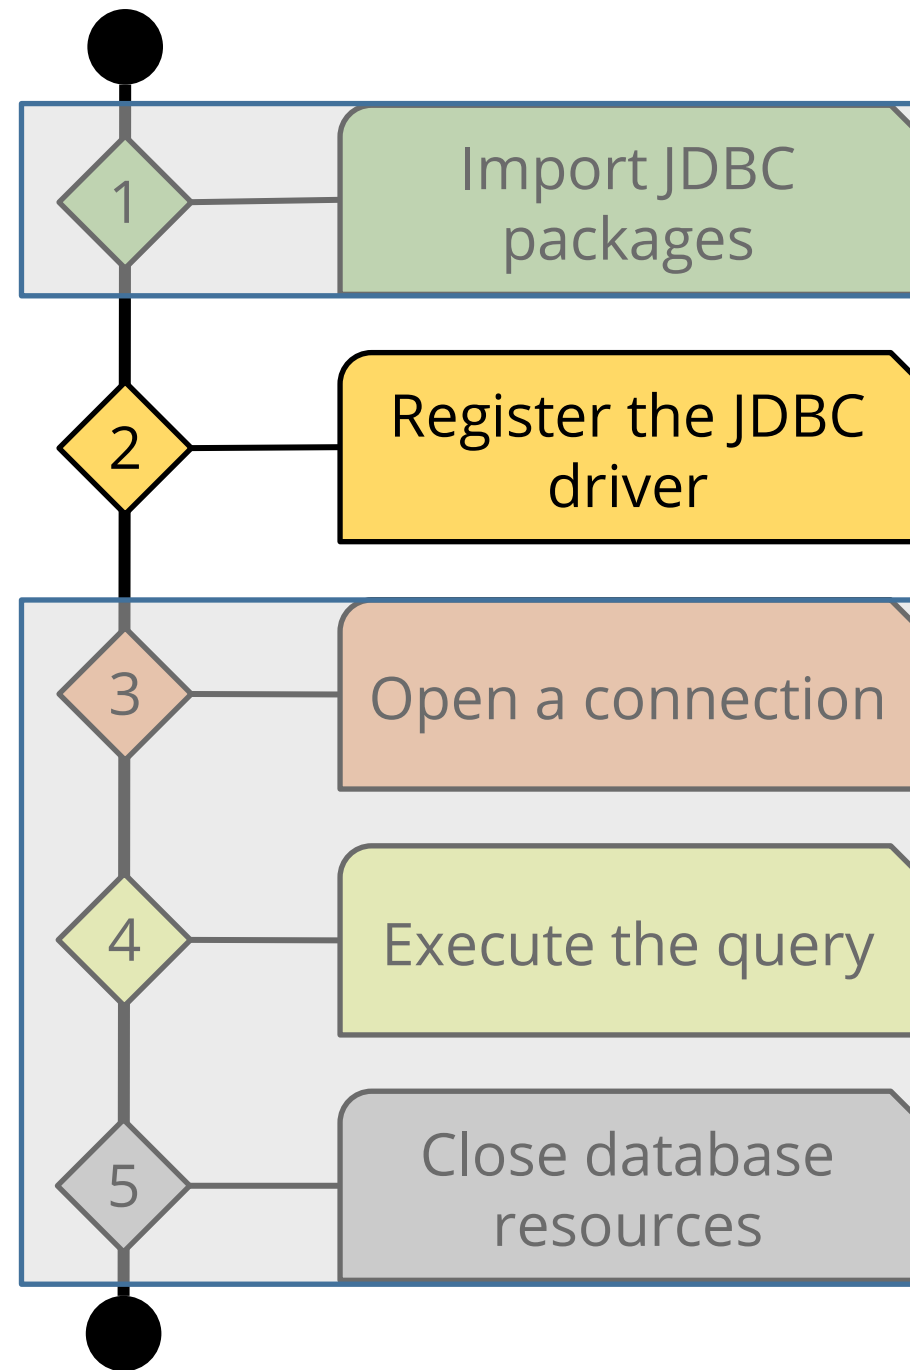 1
Import JDBC
packages
2
Register the JDBC
driver
3
Open a connection
4
Execute the query
5
Close database
resources